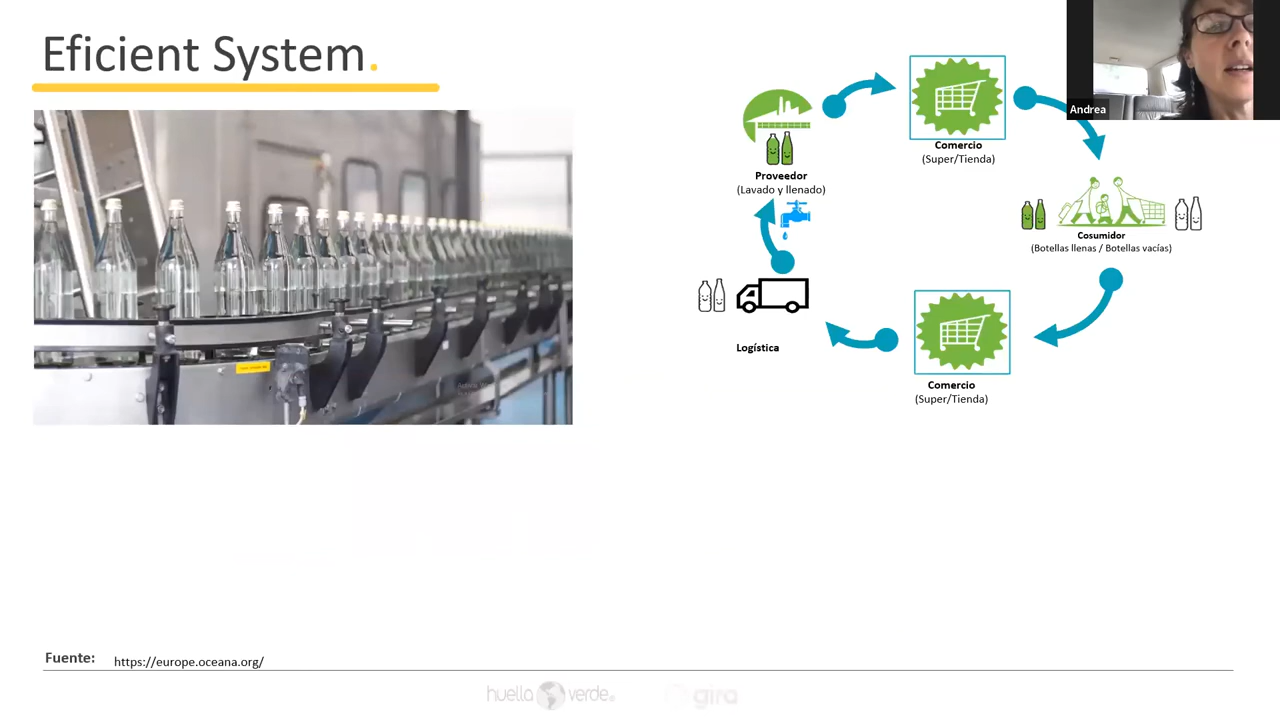 Eficient System.
Andrea
Comercio
(Super/Tienda)
Proveedor
(Lavado y llenado)
Cosumidor
(Botellas llenas / Botellas vacías)
Logística
Comercio
(Super/Tienda)
Fuente: https://europe.oceana.org/
huella verde
gira